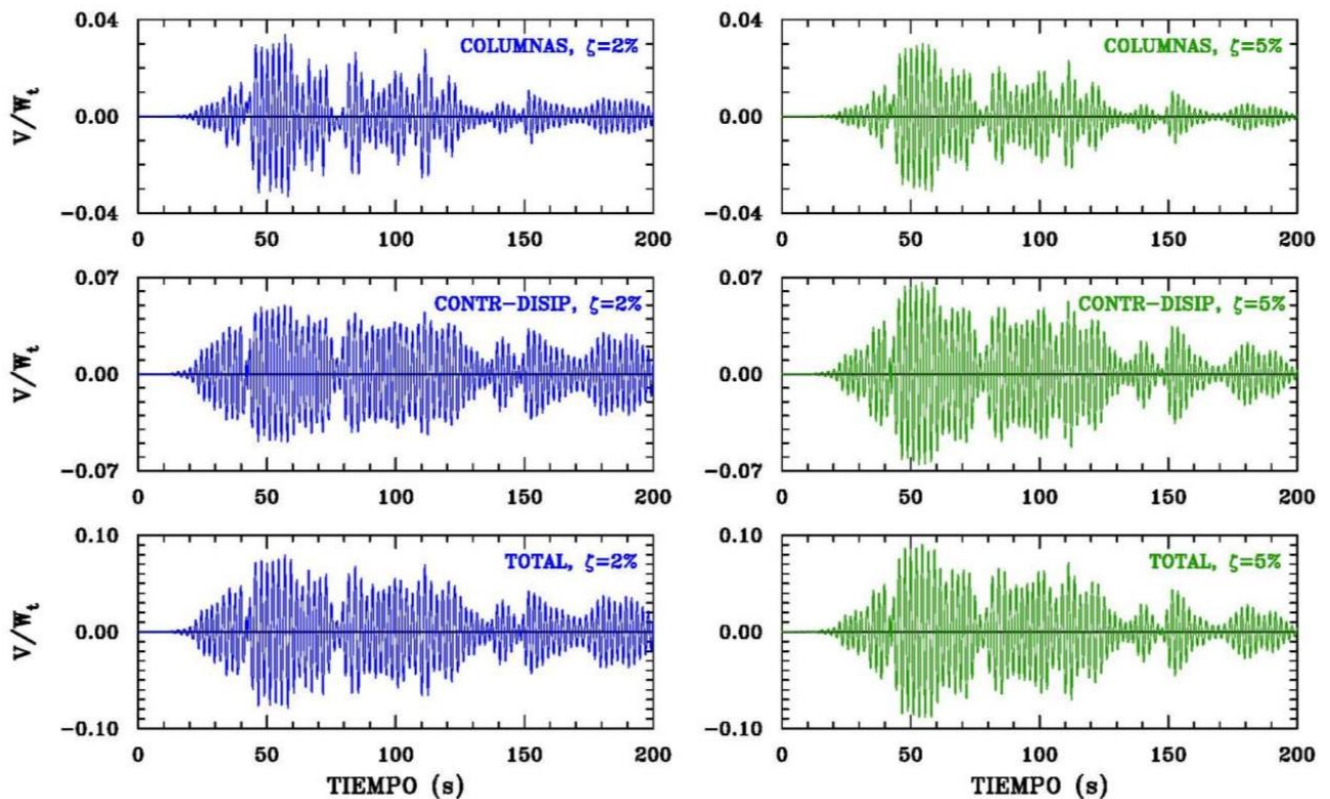 0.04
COLUMNAS, ζ=2%
V/Wt
0.00
-0.04
0 50 100 150 200
0.04
COLUMNAS, ζ=5%
0.00
-0.04
0 50 100 150 200
0.07
CONTR-DISIP, ζ=2%
V/Wt
0.00
-0.07
0 50 100 150 200
0.07
CONTR-DISIP, ζ=5%
0.00
-0.07
0 50 100 150 200
0.10
TOTAL, ζ=2%
V/Wt
0.00
-0.10
0 50 100 150 200
TIEMPO (s)
0.10
TOTAL, ζ=5%
0.00
-0.10
0 50 100 150 200
TIEMPO (s)